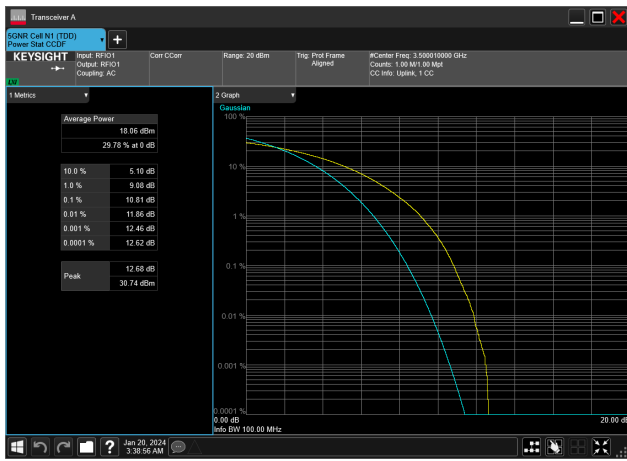 Transceiver A
5GNR Cell N1 (TDD)
Power Stat CCDF
KEYSIGHT
Input: RFIO1
Output: RFIO1
Coupling: AC
Corr CCorr
Range: 20 dBm
Trig: Prot Frame
Aligned
#Center Freq: 3.500010000 GHz
Counts: 1.00 M/1.00 Mpt
CC Info: Uplink, 1 CC
1 Metrics
Average Power
18.06 dBm
29.78 % at 0 dB
10.0 % 5.10 dB
1.0 % 9.08 dB
0.1 % 10.81 dB
0.01 % 11.86 dB
0.001 % 12.46 dB
0.0001 % 12.62 dB
Peak
12.68 dB
30.74 dBm
2 Graph
Gaussian
100 %
10 %
1 %
0.1 %
0.01 %
0.001 %
0.0001 %
0.00 dB
20.00 dB
Info BW 100.00 MHz
Jan 20, 2024
3:38:56 AM